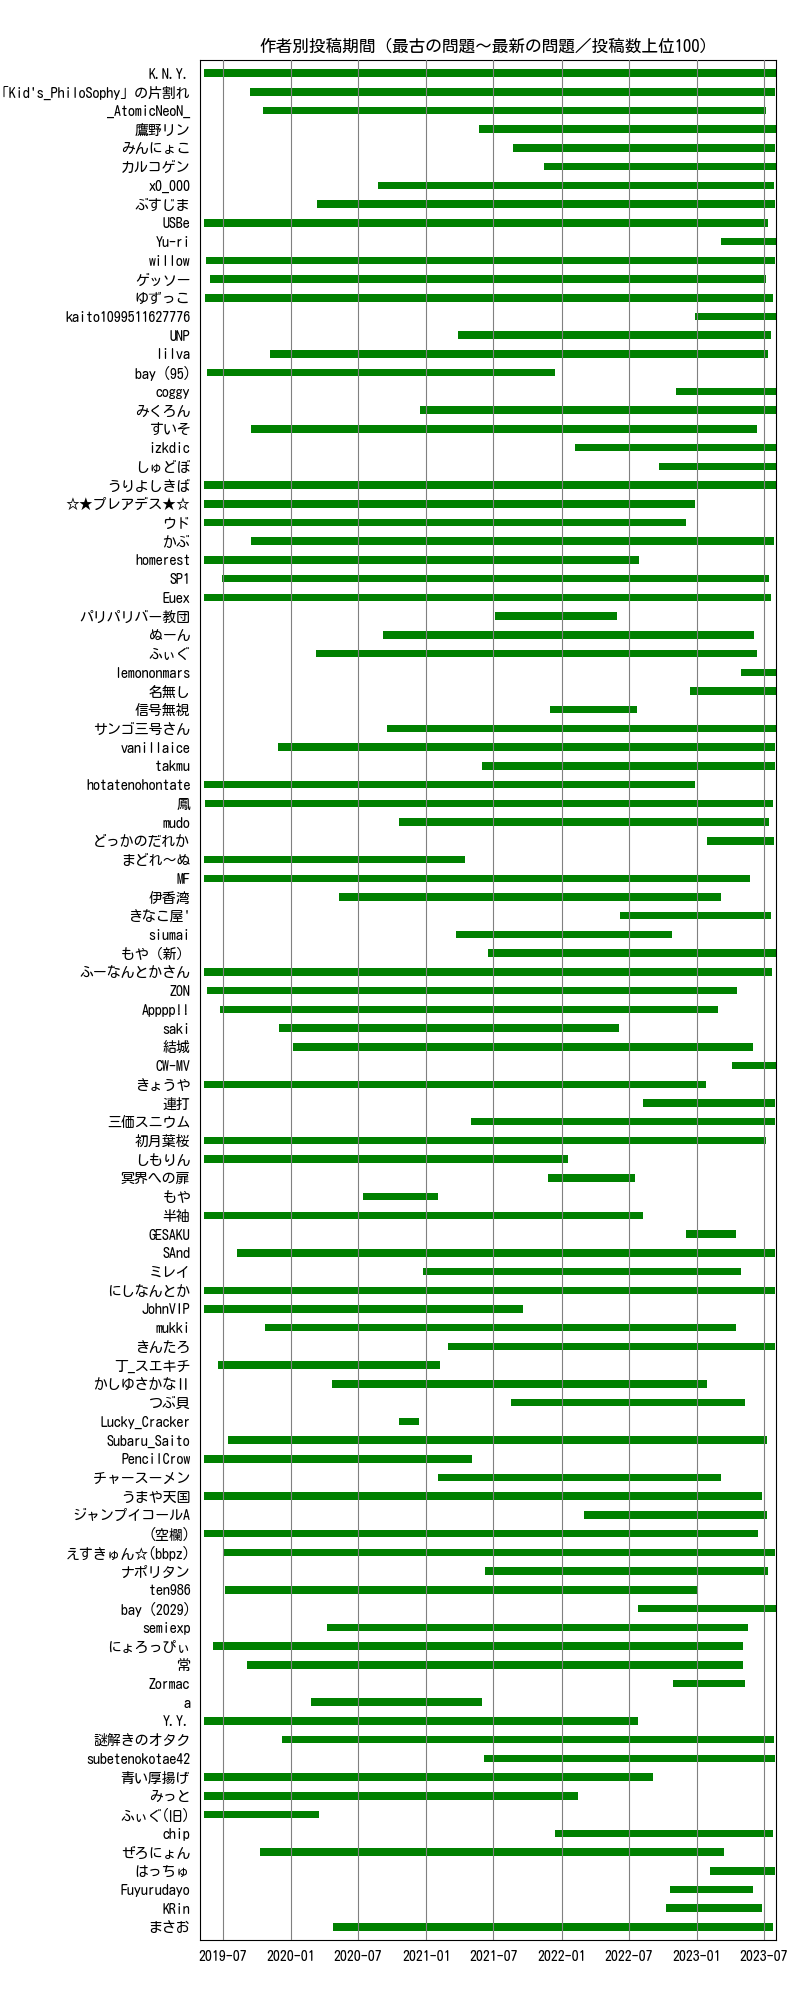 作者別投稿期間（最古の問題～最新の問題／投稿数上位100）
K.N.Y.
「Kid's_PhiloSophy」の片割れ
_AtomicNeoN_
鷹野リン
みんにょこ
カルコゲン
x0_000
ぶすじま
USBe
Yu-ri
willow
ゲッソー
ゆずっこ
kaito1099511627776
UNP
lilva
bay (95)
coggy
みくろん
すいそ
izkdic
しゅどぼ
うりよしきば
☆★プレアデス★☆
ウド
かぶ
homerest
SP1
Euex
パリパリバー教団
ぬーん
ふぃぐ
lemononmars
名無し
信号無視
サンゴ三号さん
vanillaice
takmu
hotatenohontate
鳳
mudo
どっかのだれか
まどれ～ぬ
MF
伊香湾
きなこ屋'
siumai
もや（新）
ふーなんとかさん
ZON
AppppII
saki
結城
CW-MV
きょうや
連打
三価スニウム
初月葉桜
しもりん
冥界への扉
もや
半袖
GESAKU
SAnd
ミレイ
にしなんとか
JohnVIP
mukki
きんたろ
丁_スエキチ
かしゆさかなII
つぶ貝
Lucky_Cracker
Subaru_Saito
PencilCrow
チャースーメン
うまや天国
ジャンプイコールA
(空欄)
えすきゅん☆(bbpz)
ナポリタン
ten986
bay (2029)
semiexp
にょろっぴぃ
常
Zormac
a
Y.Y.
謎解きのオタク
subetenokotae42
青い厚揚げ
みっと
ふぃぐ(旧)
chip
ぜろにょん
はっちゅ
Fuyurudayo
KRin
まさお
2019-07 2020-01 2020-07 2021-01 2021-07 2022-01 2022-07 2023-01 2023-07